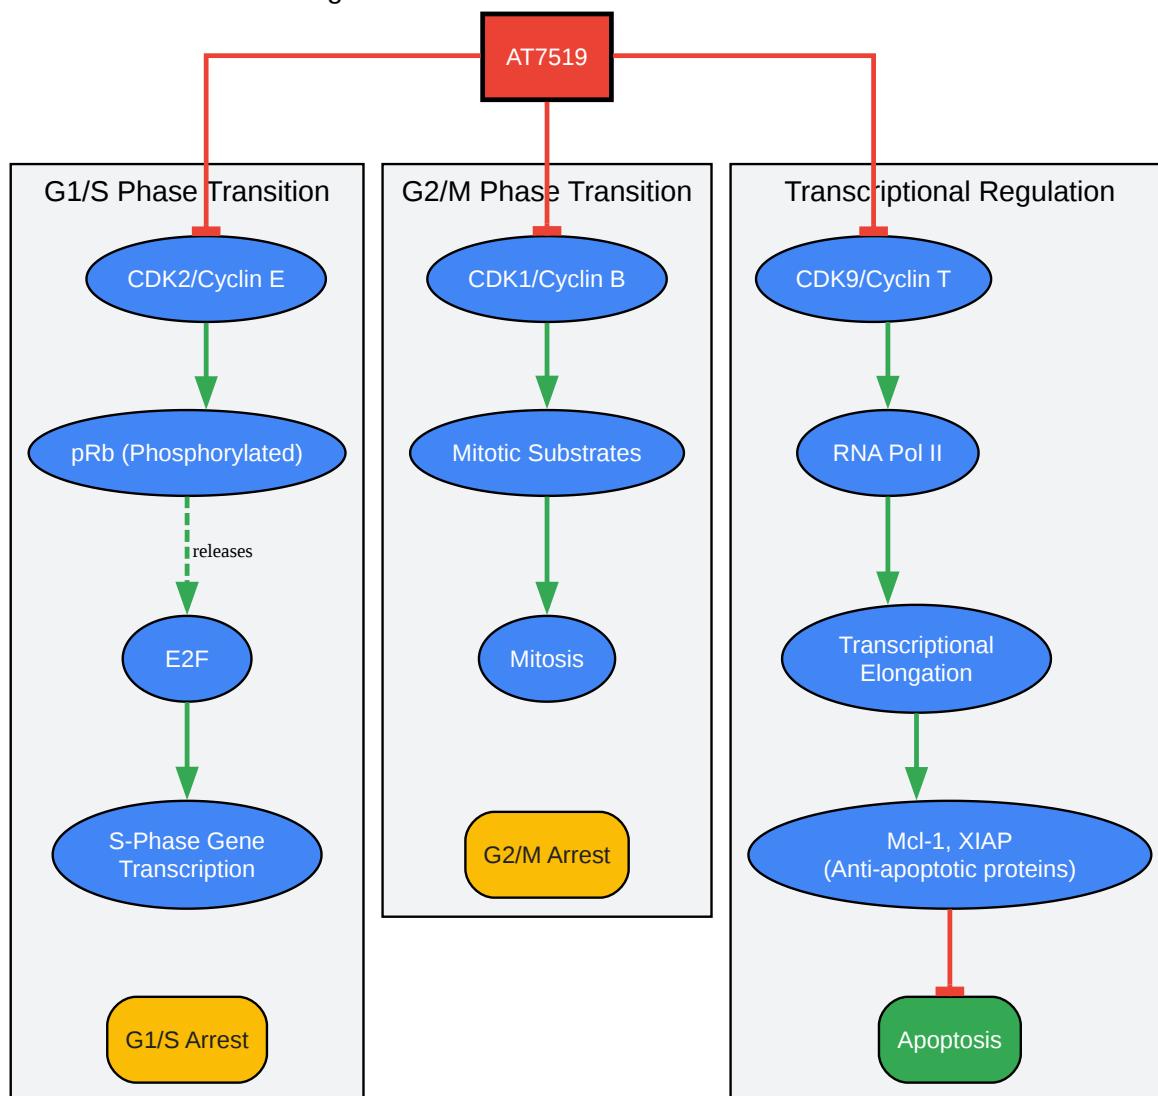 AT7519
G1/S Phase Transition
CDK2/Cyclin E
pRb (Phosphorylated)
releases
E2F
S-Phase Gene
Transcription
G1/S Arrest
G2/M Phase Transition
CDK1/Cyclin B
Mitotic Substrates
Mitosis
G2/M Arrest
Transcriptional Regulation
CDK9/Cyclin T
RNA Pol II
Transcriptional
Elongation
Mcl-1, XIAP
(Anti-apoptotic proteins)
Apoptosis